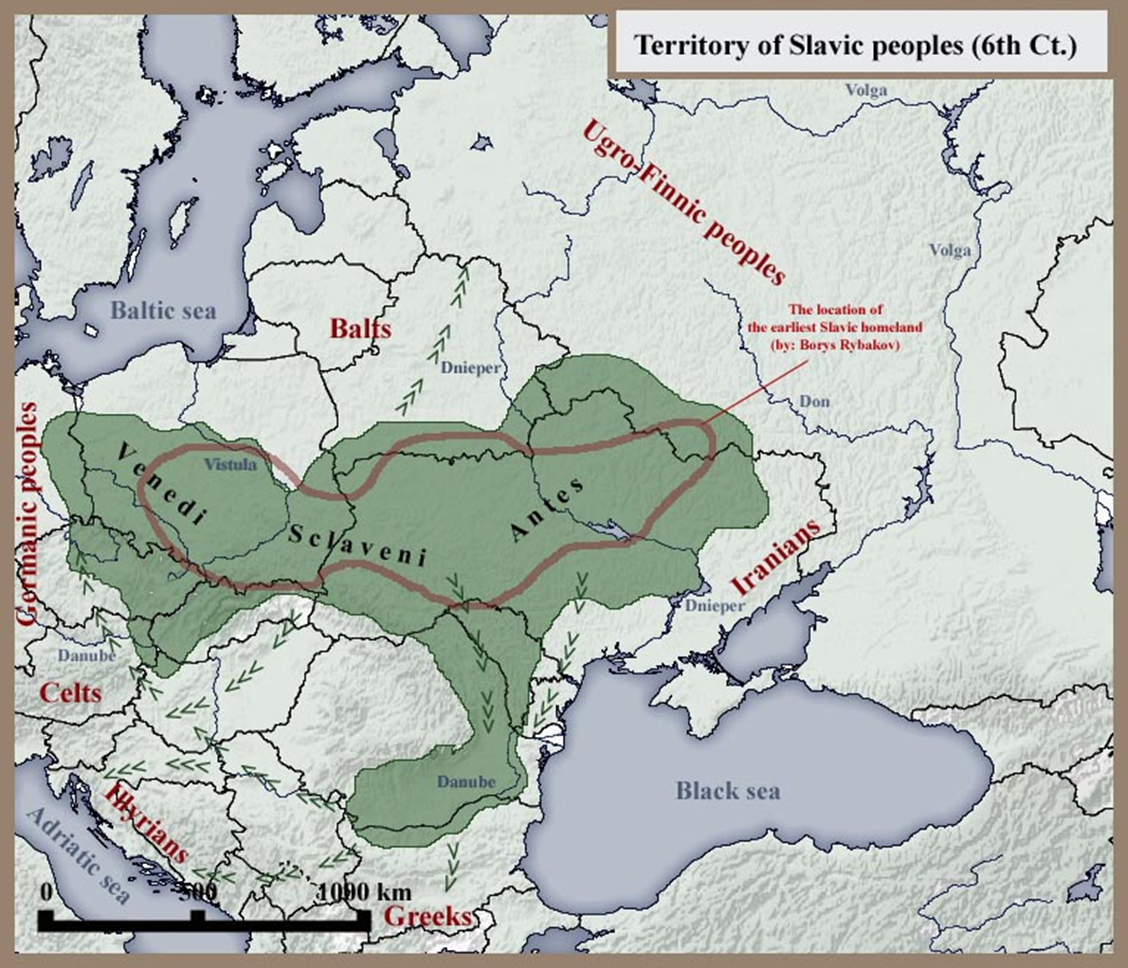 Territory of Slavic peoples (6th Ct.)
Volga
Ugro-Finnic peoples
Volga
Baltic sea
The location of
the earliest Slavic homeland
(by: Borys Rybakov)
Balts
Dnieper
Don
Germanic peoples
Venedi
Vistula
Antes
Sclaveni
Iranians
Dnieper
Danube
Celts
Danube
Black sea
Illyrians
Adriatic sea
0 500 1000 km
Greeks